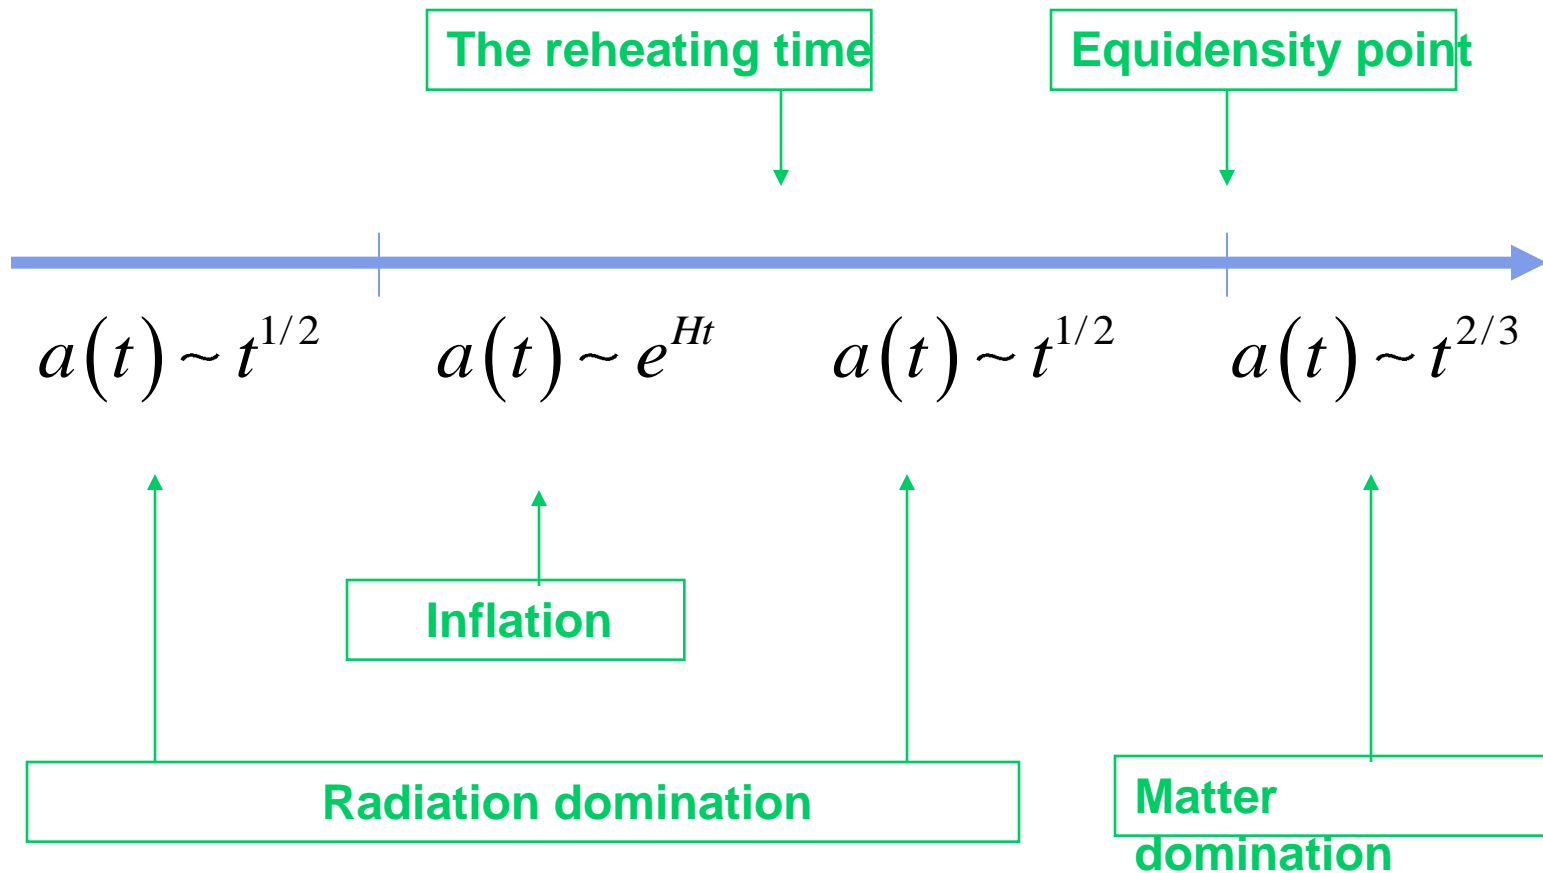 The reheating time
Equidensity point
a(t) ~ t^{1/2}
a(t) ~ e^{Ht}
a(t) ~ t^{1/2}
a(t) ~ t^{2/3}
Inflation
Radiation domination
Matter
domination